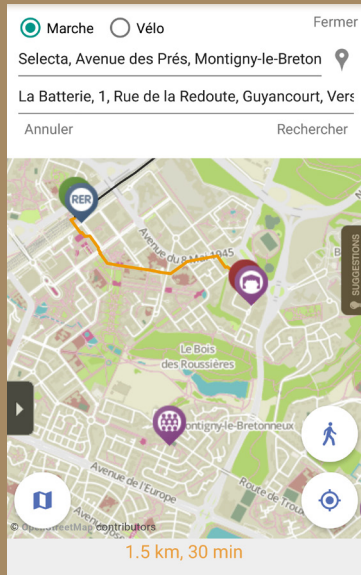 Marche Vélo Fermer
Selecta, Avenue des Prés, Montigny-le-Breton
La Batterie, 1, Rue de la Redoute, Guyancourt, Vers
Annuler Rechercher
RER
Avenue du 8 Mai 1945
SUGGESTIONS
Le Bois
des Roussières
ontigny-le-Bretonneux
Avenue de l'Europe
Route de Trou
© OpenStreetMap contributors
1.5 km, 30 min